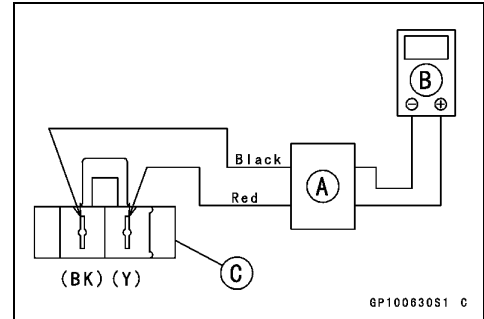 B
⊖ ⊕
Black
A
Red
(BK) (Y)
C
GP100630S1 C